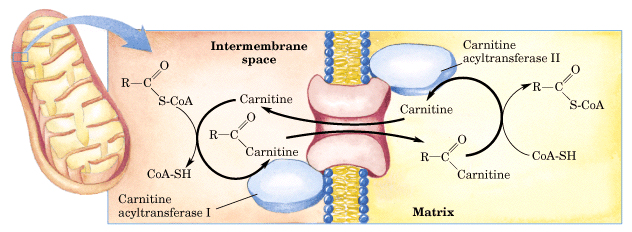 Intermembrane
space
Carnitine
acyltransferase II
O
R—C
S-CoA
Carnitine
O
R—C
Carnitine
CoA-SH
Carnitine
acyltransferase I
Carnitine
O
R—C
Carnitine
O
R—C
S-CoA
CoA-SH
Matrix